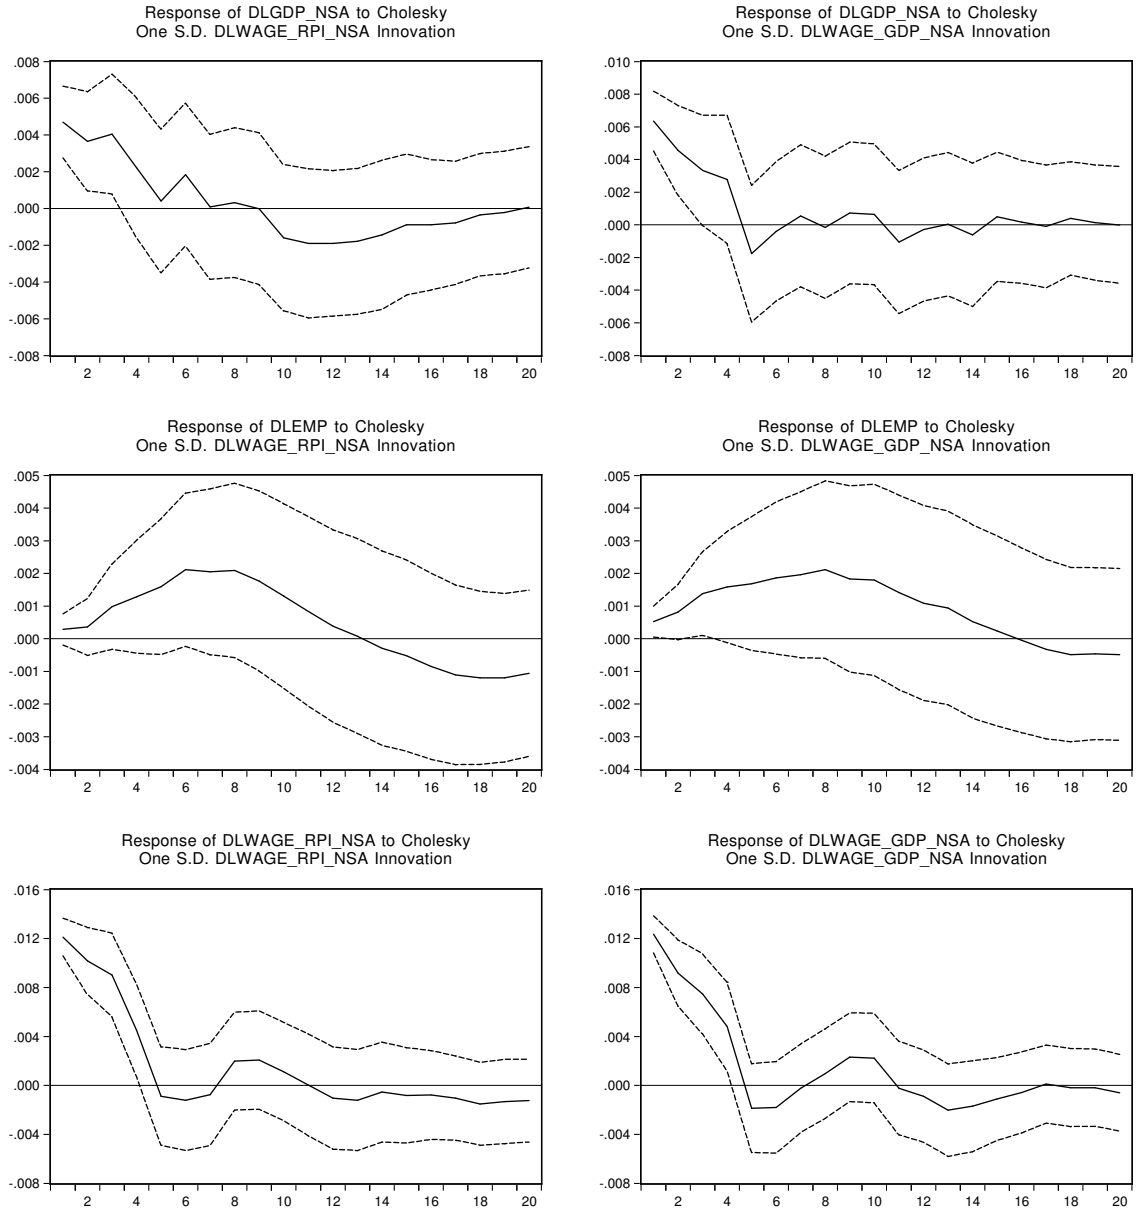 Response of DLGDP_NSA to Cholesky
One S.D. DLWAGE_RPI_NSA Innovation
.008
.006
.004
.002
.000
-.002
-.004
-.006
-.008
2 4 6 8 10 12 14 16 18 20
Response of DLGDP_NSA to Cholesky
One S.D. DLWAGE_GDP_NSA Innovation
.010
.008
.006
.004
.002
.000
-.002
-.004
-.006
-.008
2 4 6 8 10 12 14 16 18 20
Response of DLEMP to Cholesky
One S.D. DLWAGE_RPI_NSA Innovation
.005
.004
.003
.002
.001
.000
-.001
-.002
-.003
-.004
2 4 6 8 10 12 14 16 18 20
Response of DLEMP to Cholesky
One S.D. DLWAGE_GDP_NSA Innovation
.005
.004
.003
.002
.001
.000
-.001
-.002
-.003
-.004
2 4 6 8 10 12 14 16 18 20
Response of DLWAGE_RPI_NSA to Cholesky
One S.D. DLWAGE_RPI_NSA Innovation
.016
.012
.008
.004
.000
-.004
-.008
2 4 6 8 10 12 14 16 18 20
Response of DLWAGE_GDP_NSA to Cholesky
One S.D. DLWAGE_GDP_NSA Innovation
.016
.012
.008
.004
.000
-.004
-.008
2 4 6 8 10 12 14 16 18 20